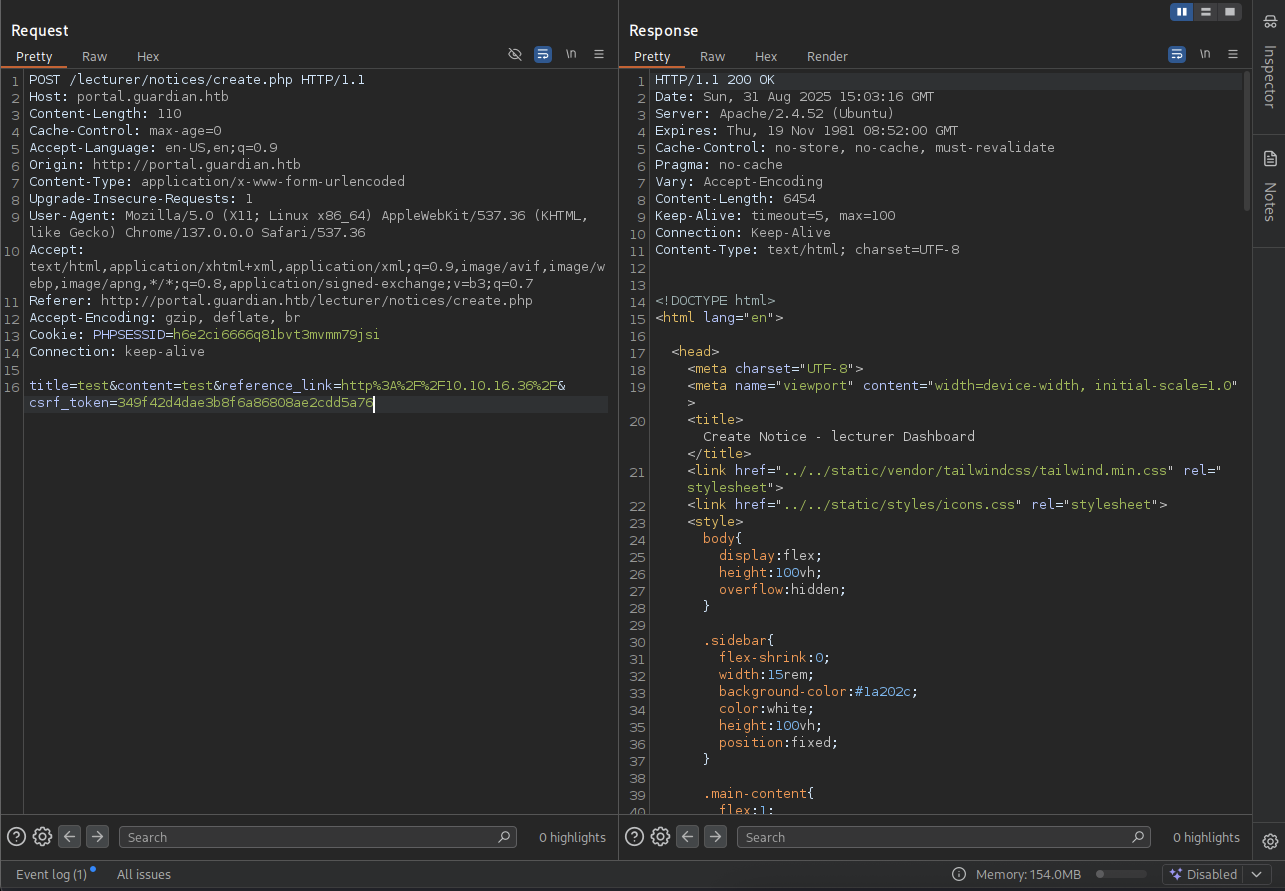 Request
Pretty Raw Hex \n
1 POST /lecturer/notices/create.php HTTP/1.1
2 Host: portal.guardian.htb
3 Content-Length: 110
4 Cache-Control: max-age=0
5 Accept-Language: en-US,en;q=0.9
6 Origin: http://portal.guardian.htb
7 Content-Type: application/x-www-form-urlencoded
8 Upgrade-Insecure-Requests: 1
9 User-Agent: Mozilla/5.0 (X11; Linux x86_64) AppleWebKit/537.36 (KHTML,
like Gecko) Chrome/137.0.0.0 Safari/537.36
10 Accept:
text/html,application/xhtml+xml,application/xml;q=0.9,image/avif,image/w
ebp,image/apng,*/*;q=0.8,application/signed-exchange;v=b3;q=0.7
11 Referer: http://portal.guardian.htb/lecturer/notices/create.php
12 Accept-Encoding: gzip, deflate, br
13 Cookie: PHPSESSID=h6e2ci6666q81bvt3mvmm79jsi
14 Connection: keep-alive
15
16 title=test&content=test&reference_link=http%3A%2F%2F10.10.16.36%2F&
csrf_token=349f42d4dae3b8f6a86808ae2cdd5a76
Search 0 highlights
Response
Pretty Raw Hex Render \n
1 HTTP/1.1 200 OK
2 Date: Sun, 31 Aug 2025 15:03:16 GMT
3 Server: Apache/2.4.52 (Ubuntu)
4 Expires: Thu, 19 Nov 1981 08:52:00 GMT
5 Cache-Control: no-store, no-cache, must-revalidate
6 Pragma: no-cache
7 Vary: Accept-Encoding
8 Content-Length: 6454
9 Keep-Alive: timeout=5, max=100
10 Connection: Keep-Alive
11 Content-Type: text/html; charset=UTF-8
12
13
14 <!DOCTYPE html>
15 <html lang="en">
16
17 <head>
18 <meta charset="UTF-8">
19 <meta name="viewport" content="width=device-width, initial-scale=1.0"
>
20 <title>
Create Notice - lecturer Dashboard
</title>
21 <link href="../../static/vendor/tailwindcss/tailwind.min.css" rel="
stylesheet">
22 <link href="../../static/styles/icons.css" rel="stylesheet">
23 <style>
24 body{
25 display:flex;
26 height:100vh;
27 overflow:hidden;
28 }
29
30 .sidebar{
31 flex-shrink:0;
32 width:15rem;
33 background-color:#1a202c;
34 color:white;
35 height:100vh;
36 position:fixed;
37 }
38
39 .main-content{
40 flex:1;
Search 0 highlights
Inspector
Notes
Event log (1) All issues Memory: 154.0MB Disabled